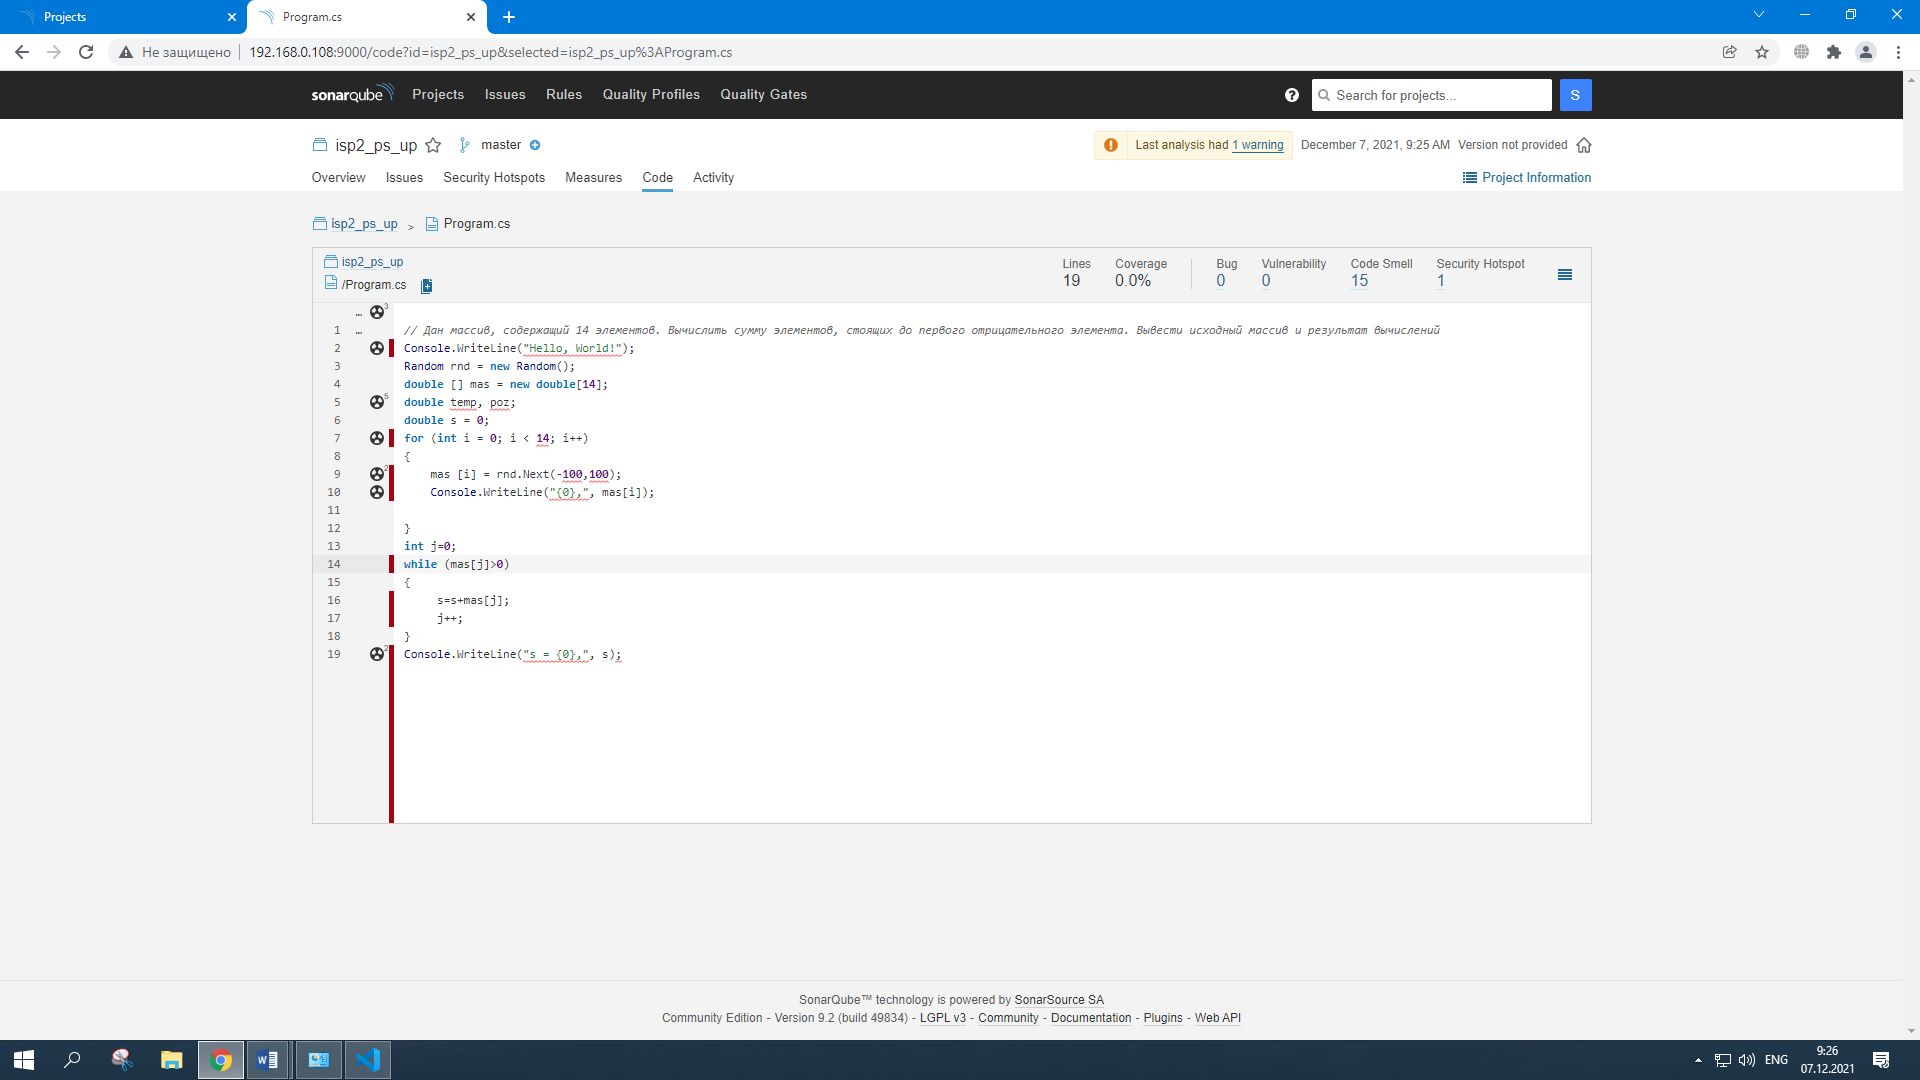 Projects
Program.cs
Не защищено
192.168.0.108:9000/code?id=isp2_ps_up&selected=isp2_ps_up%3AProgram.cs
sonarqube
Projects
Issues
Rules
Quality Profiles
Quality Gates
Search for projects...
S
isp2_ps_up
master
Last analysis had 1 warning
December 7, 2021, 9:25 AM
Version not provided
Overview
Issues
Security Hotspots
Measures
Code
Activity
Project Information
isp2_ps_up > Program.cs
isp2_ps_up
/Program.cs
Lines
19
Coverage
0.0%
Bug
0
Vulnerability
0
Code Smell
15
Security Hotspot
1
… 3
1 … // Дан массив, содержащий 14 элементов. Вычислить сумму элементов, стоящих до первого отрицательного элемента. Вывести исходный массив и результат вычислений
2 Console.WriteLine("Hello, World!");
3 Random rnd = new Random();
4 double [] mas = new double[14];
5 5 double temp, poz;
6 double s = 0;
7 for (int i = 0; i < 14; i++)
8 {
9 2 mas [i] = rnd.Next(-100,100);
10 Console.WriteLine("{0},", mas[i]);
11
12 }
13 int j=0;
14 while (mas[j]>0)
15 {
16 s=s+mas[j];
17 j++;
18 }
19 2 Console.WriteLine("s = {0},", s);
SonarQube™ technology is powered by SonarSource SA
Community Edition - Version 9.2 (build 49834) - LGPL v3 - Community - Documentation - Plugins - Web API
ENG
9:26
07.12.2021